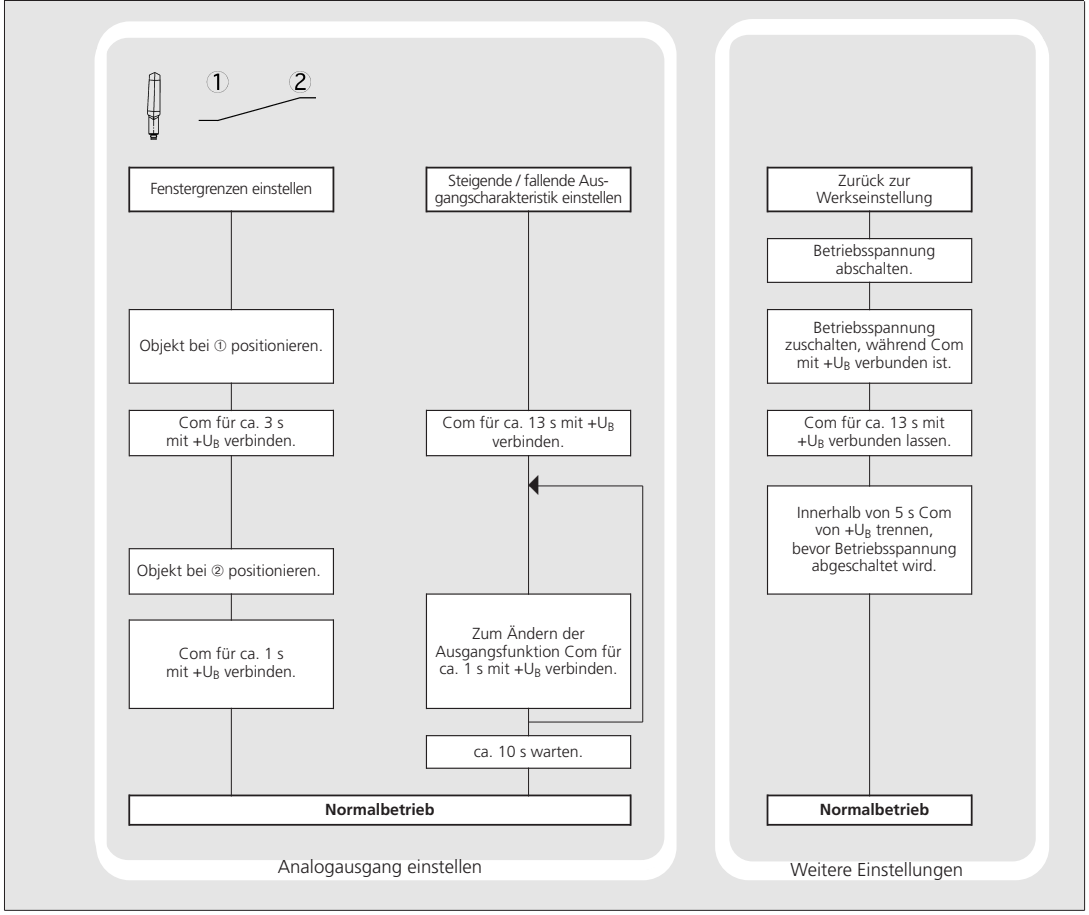 ① ②
Fenstergrenzen einstellen
Objekt bei ① positionieren.
Com für ca. 3 s
mit +UB verbinden.
Objekt bei ② positionieren.
Com für ca. 1 s
mit +UB verbinden.
Steigende / fallende Aus-
gangscharakteristik einstellen
Com für ca. 13 s mit +UB
verbinden.
Zum Ändern der
Ausgangsfunktion Com für
ca. 1 s mit +UB verbinden.
ca. 10 s warten.
Normalbetrieb
Analogausgang einstellen
Zurück zur
Werkseinstellung
Betriebsspannung
abschalten.
Betriebsspannung
zuschalten, während Com
mit +UB verbunden ist.
Com für ca. 13 s mit
+UB verbunden lassen.
Innerhalb von 5 s Com
von +UB trennen,
bevor Betriebsspannung
abgeschaltet wird.
Normalbetrieb
Weitere Einstellungen